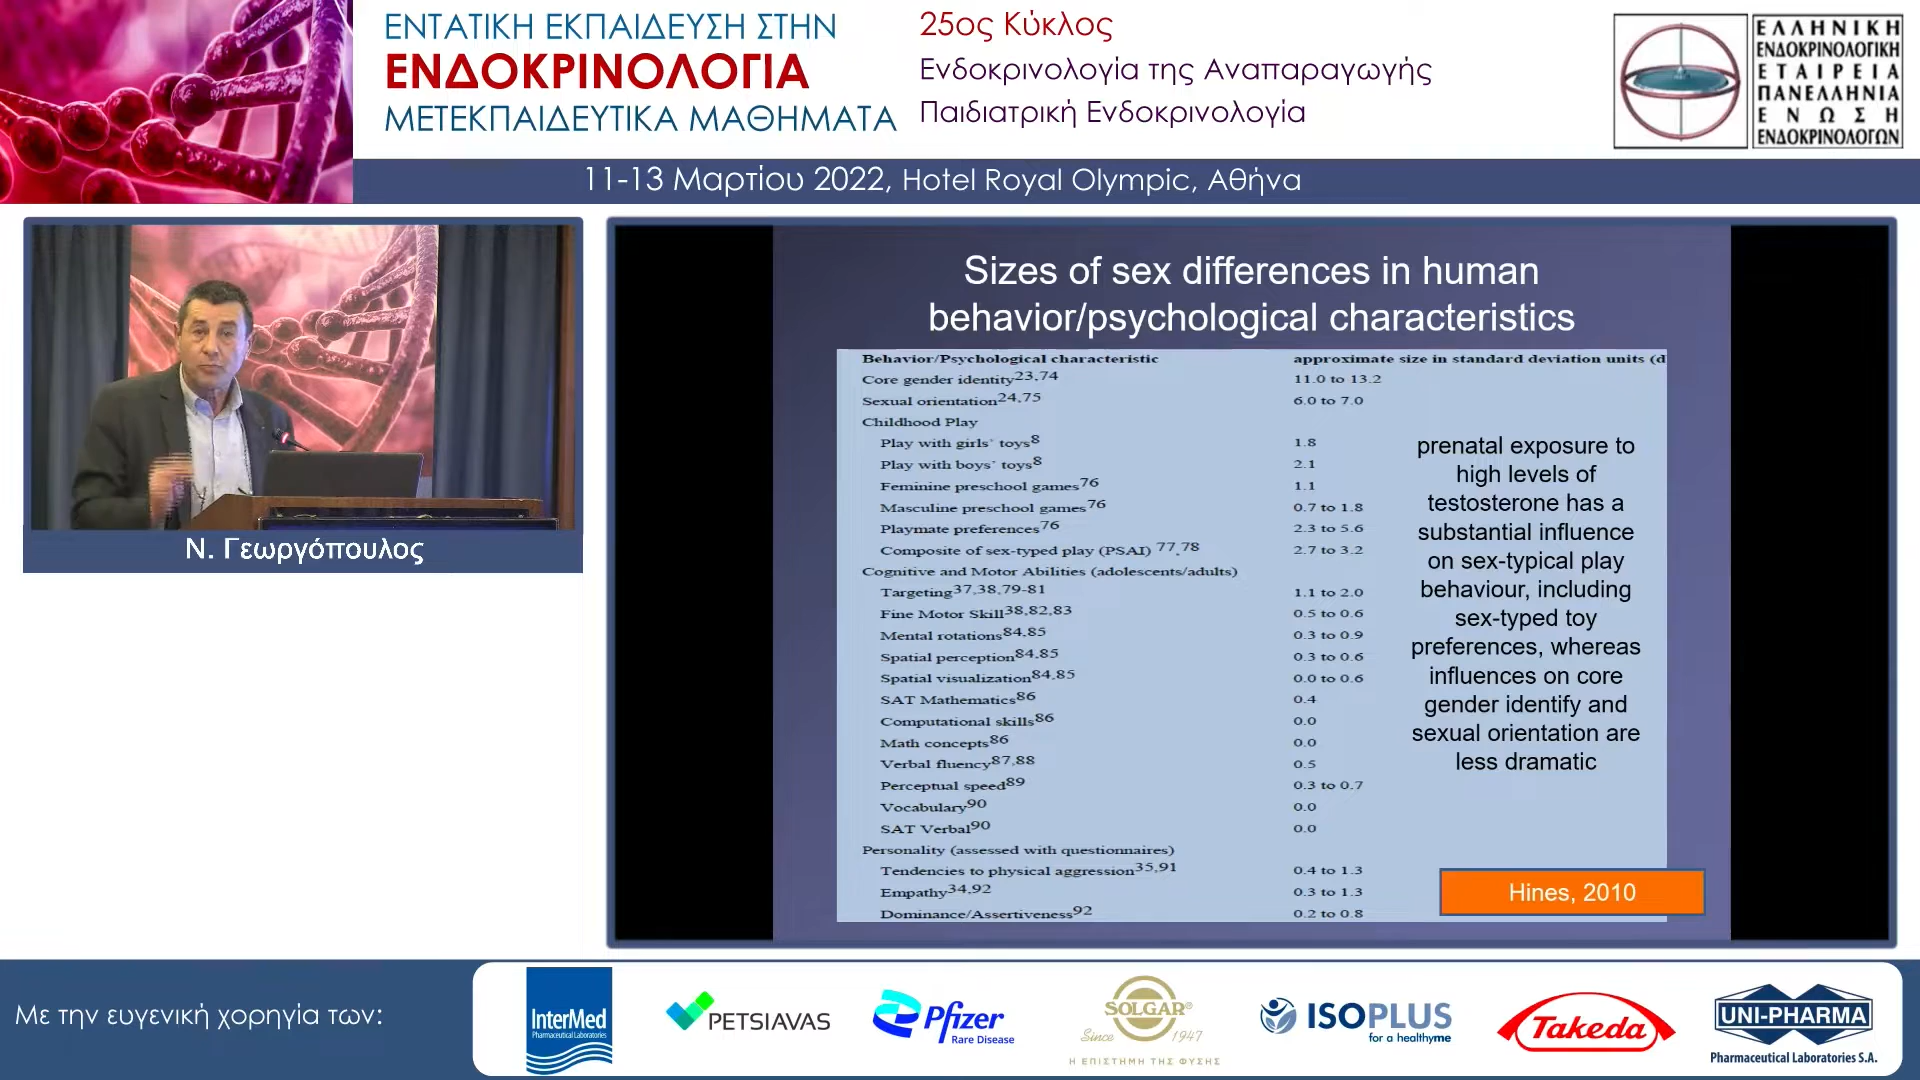 ΕΝΤΑΤΙΚΗ ΕΚΠΑΙΔΕΥΣΗ ΣΤΗΝ
ΕΝΔΟΚΡΙΝΟΛΟΓΙΑ
ΜΕΤΕΚΠΑΙΔΕΥΤΙΚΑ ΜΑΘΗΜΑΤΑ
25ος Κύκλος
Ενδοκρινολογία της Αναπαραγωγής
Παιδιατρική Ενδοκρινολογία
ΕΛΛΗΝΙΚΗ
ΕΝΔΟΚΡΙΝΟΛΟΓΙΚΗ
ΕΤΑΙΡΕΙΑ
ΠΑΝΕΛΛΗΝΙΑ
ΕΝΩΣΗ
ΕΝΔΟΚΡΙΝΟΛΟΓΩΝ
11-13 Μαρτίου 2022, Hotel Royal Olympic, Αθήνα
Ν. Γεωργόπουλος
Sizes of sex differences in human
behavior/psychological characteristics
Behavior/Psychological characteristic approximate size in standard deviation units (d
Core gender identity23,74 11.0 to 13.2
Sexual orientation24,75 6.0 to 7.0
Childhood Play
Play with girls' toys8 1.8
Play with boys' toys8 2.1
Feminine preschool games76 1.1
Masculine preschool games76 0.7 to 1.8
Playmate preferences76 2.3 to 5.6
Composite of sex-typed play (PSAI) 77,78 2.7 to 3.2
Cognitive and Motor Abilities (adolescents/adults)
Targeting37,38,79-81 1.1 to 2.0
Fine Motor Skill38,82,83 0.5 to 0.6
Mental rotations84,85 0.3 to 0.9
Spatial perception84,85 0.3 to 0.6
Spatial visualization84,85 0.0 to 0.6
SAT Mathematics86 0.4
Computational skills86 0.0
Math concepts86 0.0
Verbal fluency87,88 0.5
Perceptual speed89 0.3 to 0.7
Vocabulary90 0.0
SAT Verbal90 0.0
Personality (assessed with questionnaires)
Tendencies to physical aggression35,91 0.4 to 1.3
Empathy34,92 0.3 to 1.3
Dominance/Assertiveness92 0.2 to 0.8
prenatal exposure to
high levels of
testosterone has a
substantial influence
on sex-typical play
behaviour, including
sex-typed toy
preferences, whereas
influences on core
gender identify and
sexual orientation are
less dramatic
Hines, 2010
Με την ευγενική χορηγία των:
InterMed
Pharmaceutical Laboratories
PETSIAVAS
Pfizer
Rare Disease
SOLGAR®
Since 1947
Η ΕΠΙΣΤΗΜΗ ΤΗΣ ΦΥΣΗΣ
ISOPLUS
for a healthyme
Takeda
UNI-PHARMA
Pharmaceutical Laboratories S.A.